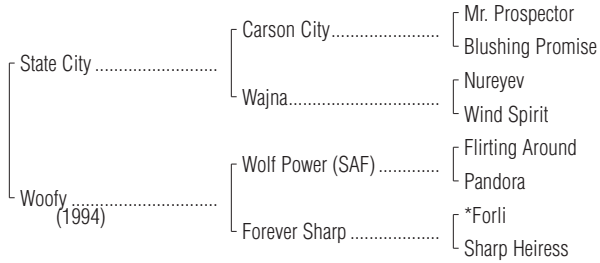 Mr. Prospector
Carson City
Blushing Promise
State City
Nureyev
Wajna
Wind Spirit
Flirting Around
Wolf Power (SAF)
Pandora
Woofy
(1994)
*Forli
Forever Sharp
Sharp Heiress